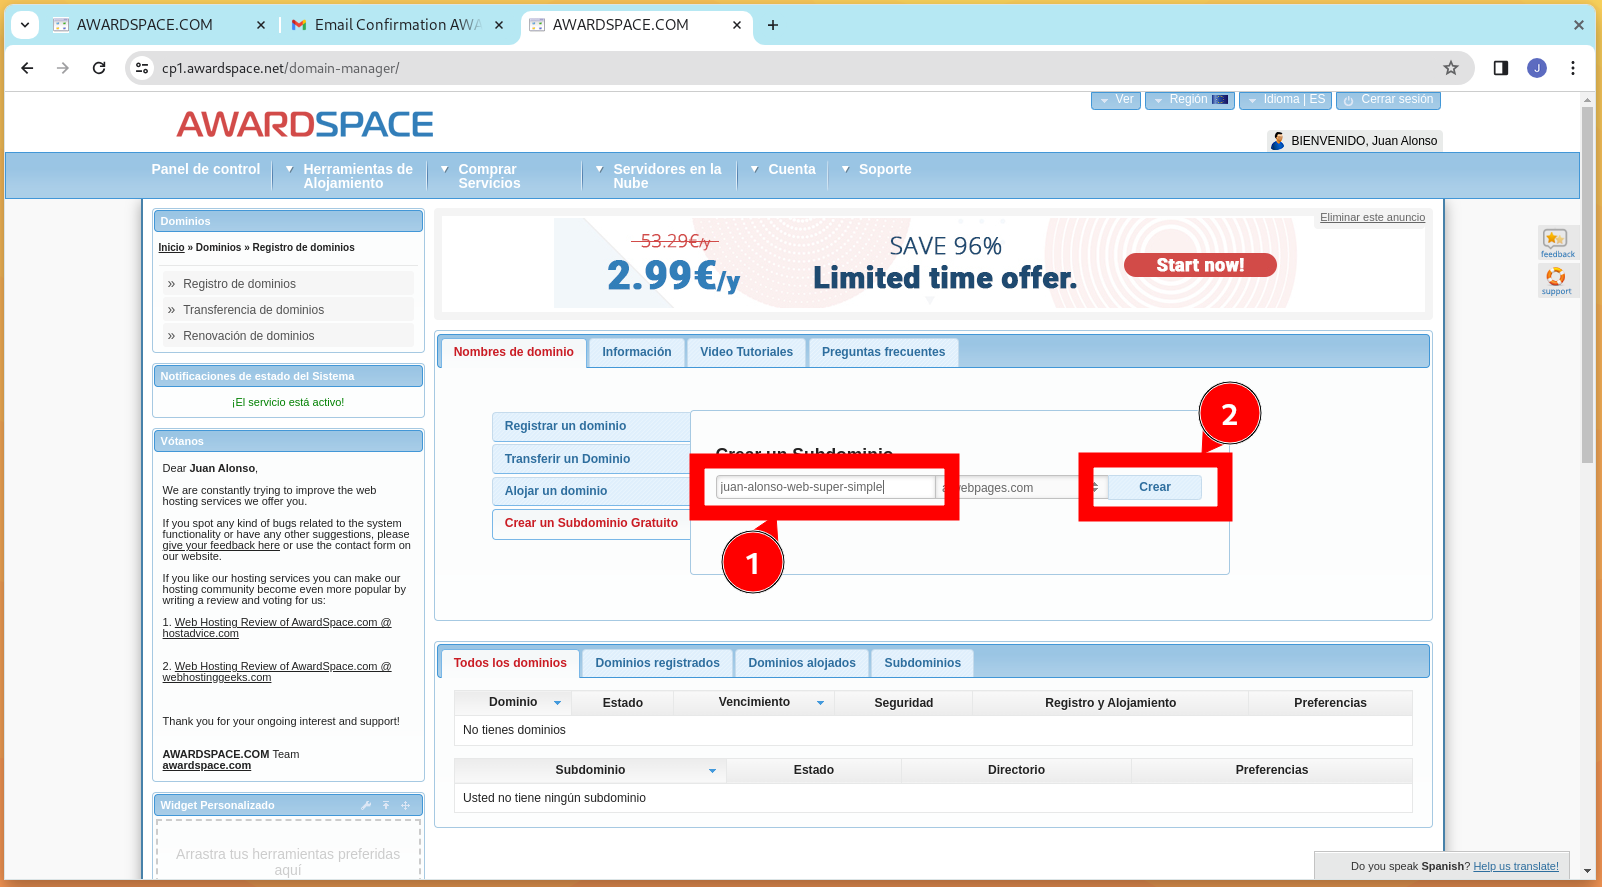 AWARDSPACE.COM
Email Confirmation AWA
AWARDSPACE.COM
cp1.awardspace.net/domain-manager/
J
Ver
Región
Idioma | ES
Cerrar sesión
AWARDSPACE
BIENVENIDO, Juan Alonso
Panel de control
Herramientas de
Alojamiento
Comprar
Servicios
Servidores en la
Nube
Cuenta
Soporte
Dominios
Inicio » Dominios » Registro de dominios
» Registro de dominios
» Transferencia de dominios
» Renovación de dominios
Notificaciones de estado del Sistema
¡El servicio está activo!
Vótanos
Dear Juan Alonso,
We are constantly trying to improve the web
hosting services we offer you.
If you spot any kind of bugs related to the system
functionality or have any other suggestions, please
give your feedback here or use the contact form on
our website.
If you like our hosting services you can make our
hosting community become even more popular by
writing a review and voting for us:
1. Web Hosting Review of AwardSpace.com @
hostadvice.com
2. Web Hosting Review of AwardSpace.com @
webhostinggeeks.com
Thank you for your ongoing interest and support!
AWARDSPACE.COM Team
awardspace.com
Widget Personalizado
Arrastra tus herramientas preferidas
aquí
Eliminar este anuncio
53.29€/y
2.99€/y
SAVE 96%
Limited time offer.
Start now!
feedback
support
Nombres de dominio
Información
Video Tutoriales
Preguntas frecuentes
Registrar un dominio
Transferir un Dominio
Alojar un dominio
Crear un Subdominio Gratuito
Crear un Subdominio
juan-alonso-web-super-simple
webpages.com
Crear
1
2
Todos los dominios
Dominios registrados
Dominios alojados
Subdominios
Dominio
Estado
Vencimiento
Seguridad
Registro y Alojamiento
Preferencias
No tienes dominios
Subdominio
Estado
Directorio
Preferencias
Usted no tiene ningún subdominio
Do you speak Spanish? Help us translate!